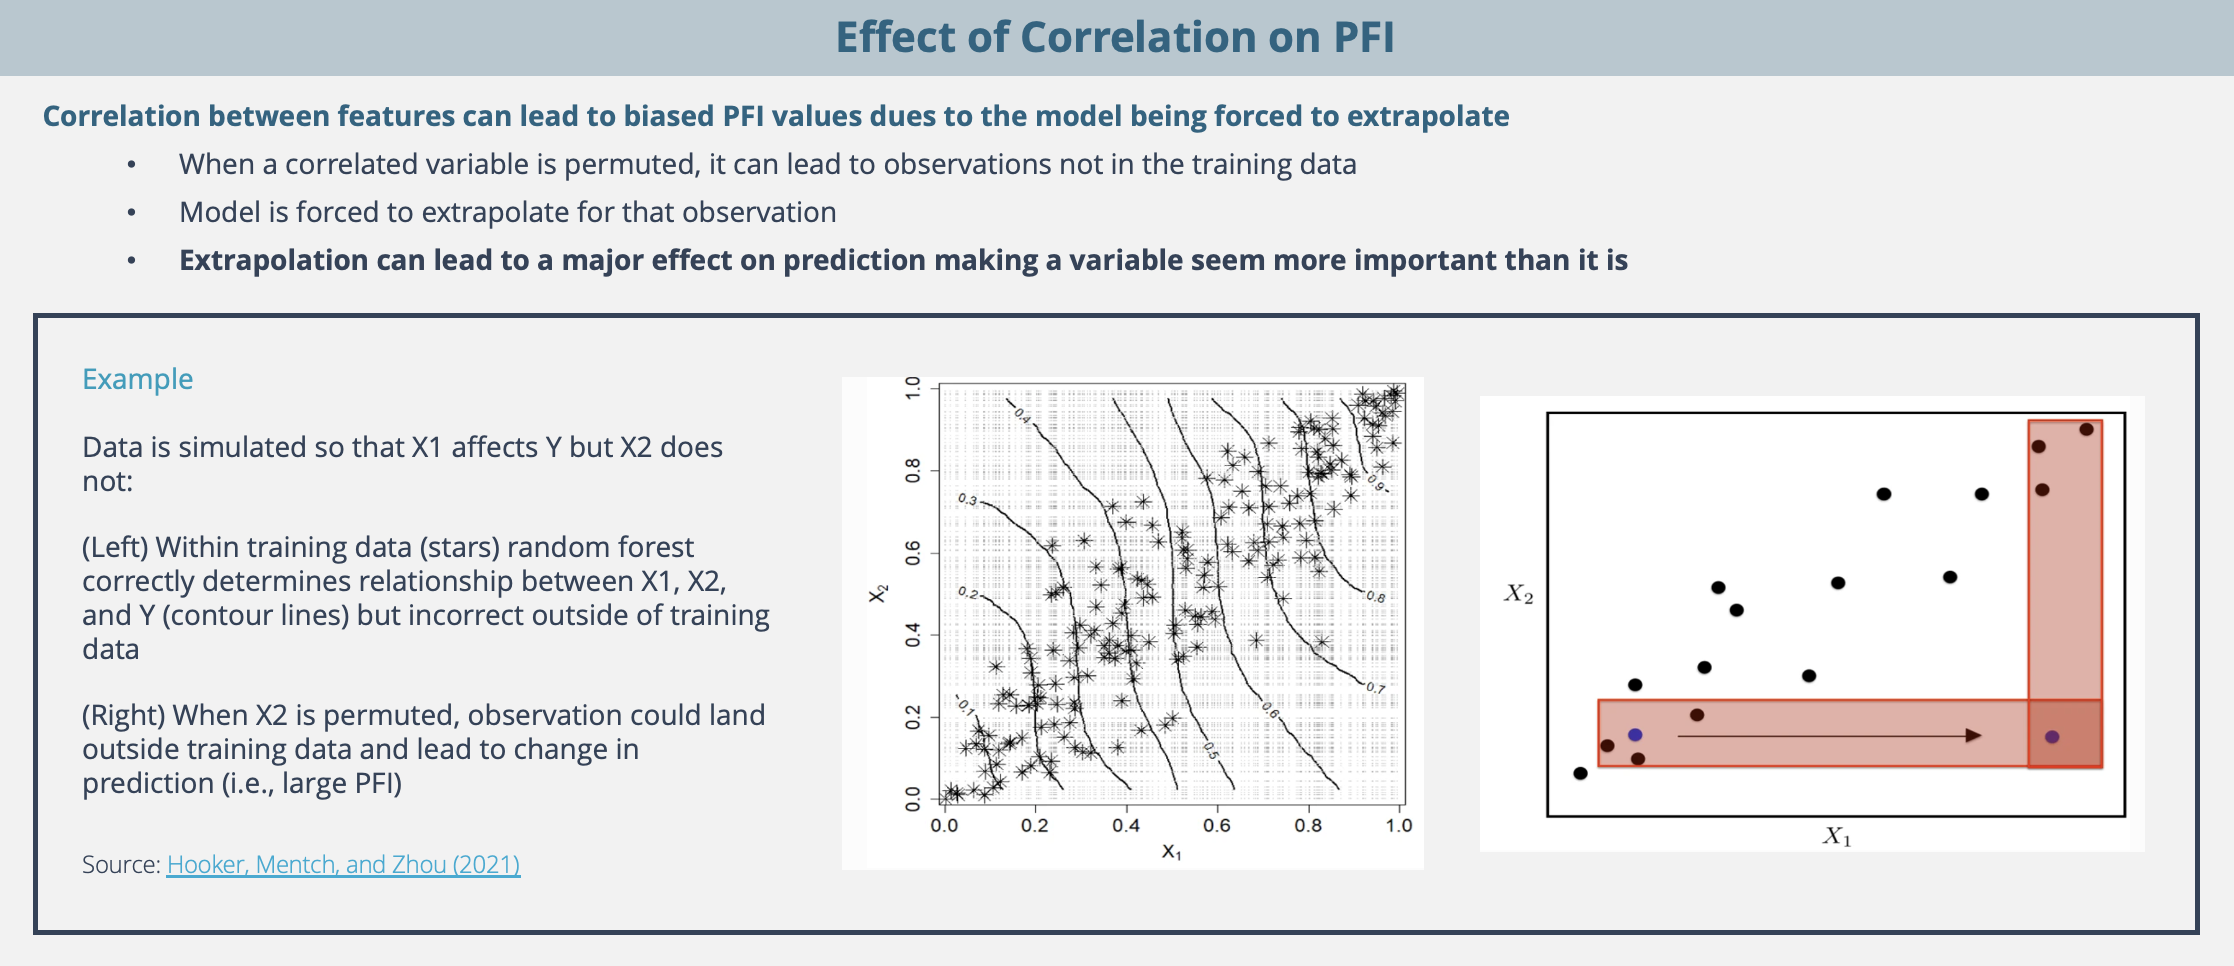 Effect of Correlation on PFI
Correlation between features can lead to biased PFI values dues to the model being forced to extrapolate
• When a correlated variable is permuted, it can lead to observations not in the training data
• Model is forced to extrapolate for that observation
• Extrapolation can lead to a major effect on prediction making a variable seem more important than it is
Example
Data is simulated so that X1 affects Y but X2 does
not:
(Left) Within training data (stars) random forest
correctly determines relationship between X1, X2,
and Y (contour lines) but incorrect outside of training
data
(Right) When X2 is permuted, observation could land
outside training data and lead to change in
prediction (i.e., large PFI)
Source: Hooker, Mentch, and Zhou (2021)
1.0
0.8
0.6
0.4
0.2
0.0
X₂
0.4
0.3
0.2
0.1
0.9
0.8
0.7
0.6
0.5
0.0 0.2 0.4 0.6 0.8 1.0
X₁
X₂
X₁